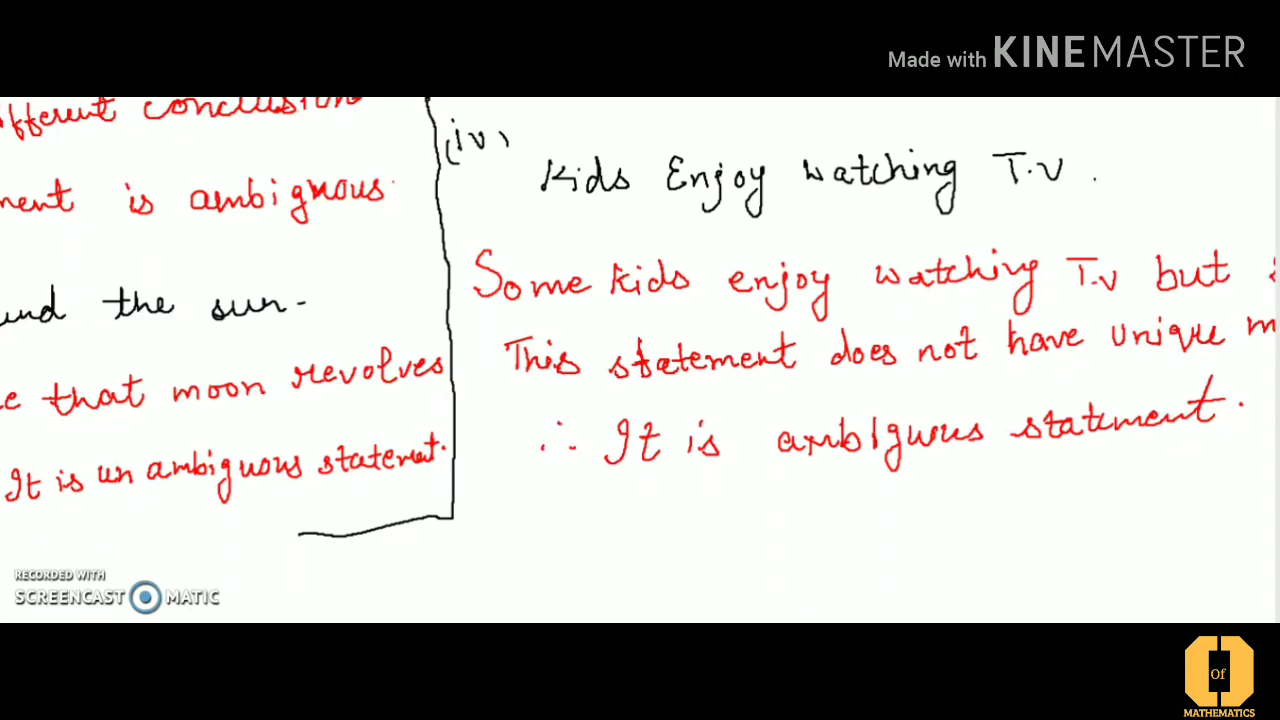 Made with KINEMASTER
fferent conclusion
ment is ambiguous.
und the sun-
e that moon revolves
It is un ambiguous statement.
(iv)
Kids Enjoy watching T.V.
Some kids enjoy watching T.V but
This statement does not have unique m
∴ It is ambiguous statement.
RECORDED WITH
SCREENCAST MATIC
Of
MATHEMATICS